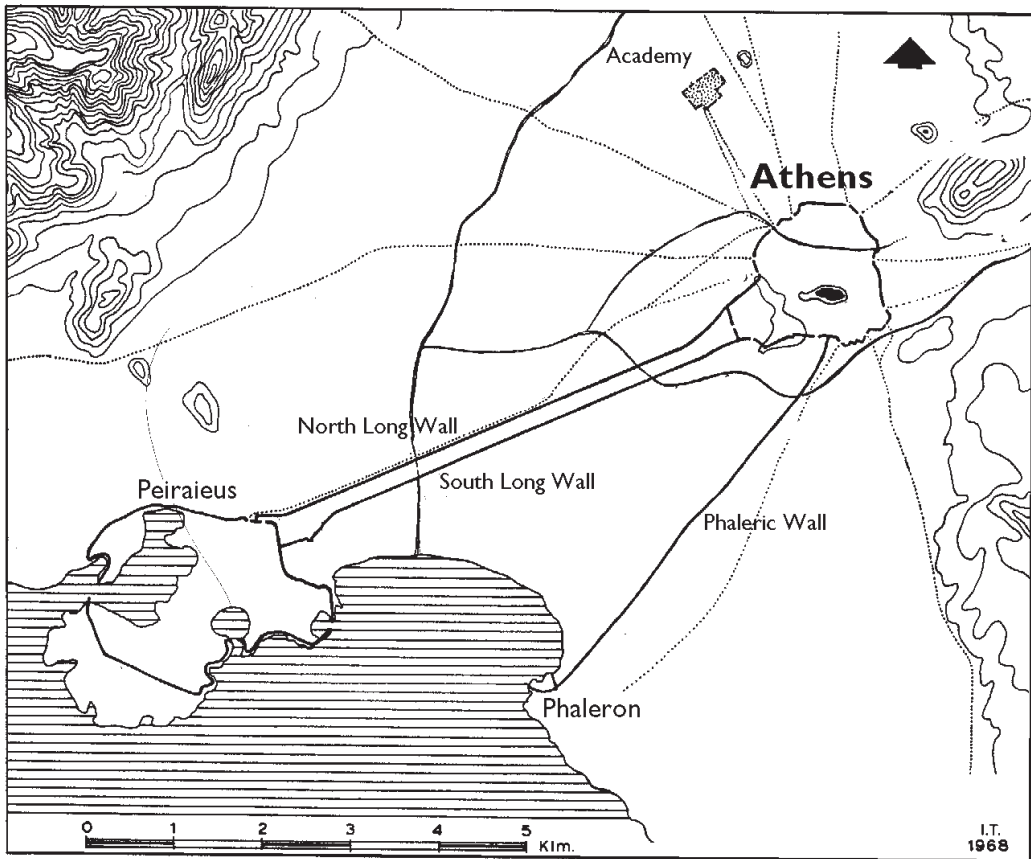 Academy
Athens
North Long Wall
South Long Wall
Peiraieus
Phaleric Wall
Phaleron
0 1 2 3 4 5
Klm.
I.T.
1968